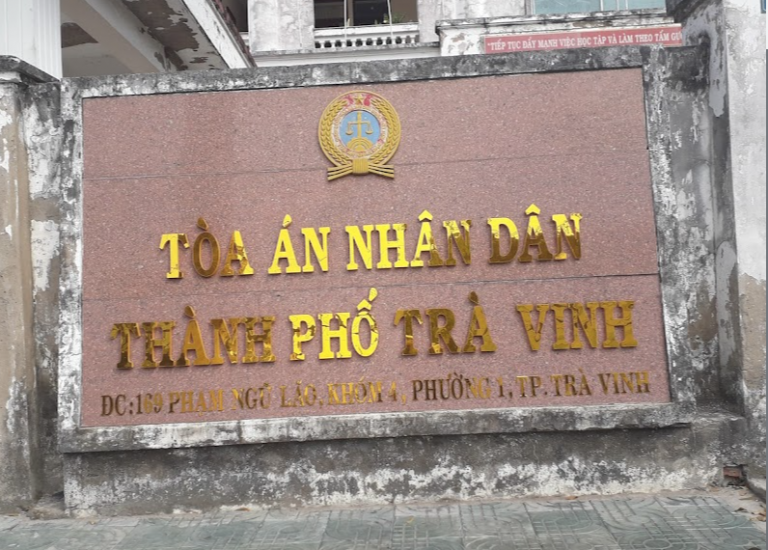 "TIẾP TỤC ĐẨY MẠNH VIỆC HỌC TẬP VÀ LÀM THEO TẤM GƯ
TÒA ÁN NHÂN DÂN
THÀNH PHỐ TRÀ VINH
ĐC:169 PHẠM NGŨ LÃO, KHÓM 4, PHƯỜNG 1, TP. TRÀ VINH